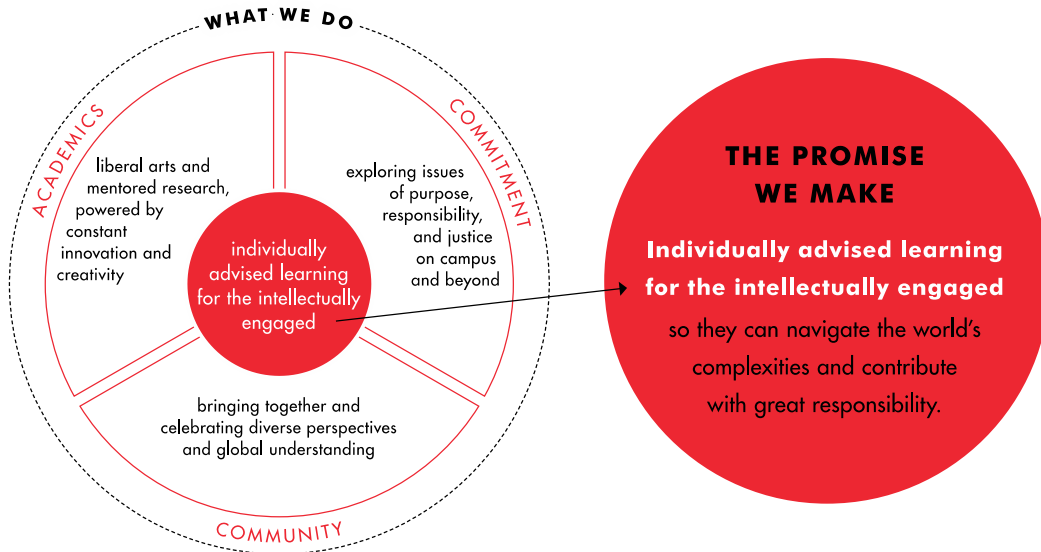 WHAT WE DO
ACADEMICS
liberal arts and
mentored research,
powered by
constant
innovation and
creativity
COMMITMENT
exploring issues
of purpose,
responsibility,
and justice
on campus
and beyond
individually
advised learning
for the intellectually
engaged
bringing together and
celebrating diverse perspectives
and global understanding
COMMUNITY
THE PROMISE
WE MAKE
Individually advised learning
for the intellectually engaged
so they can navigate the world's
complexities and contribute
with great responsibility.